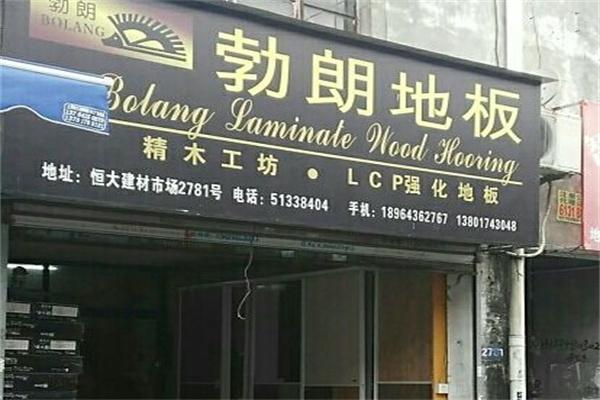 勃朗
BOLANG
勃朗地板
Bolang Laminate Wood Flooring
精木工坊 · LCP强化地板
地址：恒大建材市场2781号 电话：51338404 手机：18964362767 13801743048
2781